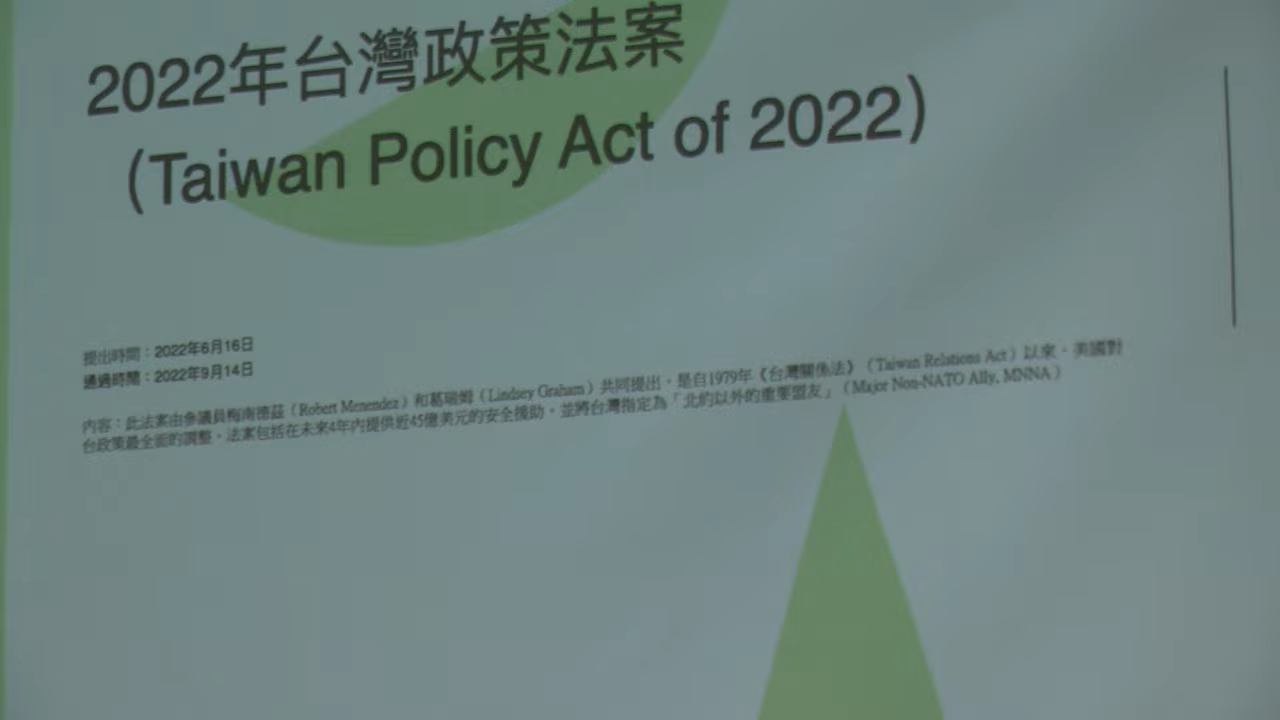 2022年台灣政策法案
(Taiwan Policy Act of 2022)
提出時間：2022年6月16日
通過時間：2022年9月14日
內容：此法案由參議員梅南德茲（Robert Menendez）和葛瑞姆（Lindsey Graham）共同提出，是自1979年《台灣關係法》（Taiwan Relations Act）以來，美國對
台政策最全面的調整。法案包括在未來4年內提供近45億美元的安全援助，並將台灣指定為「北約以外的重要盟友」（Major Non-NATO Ally, MNNA）